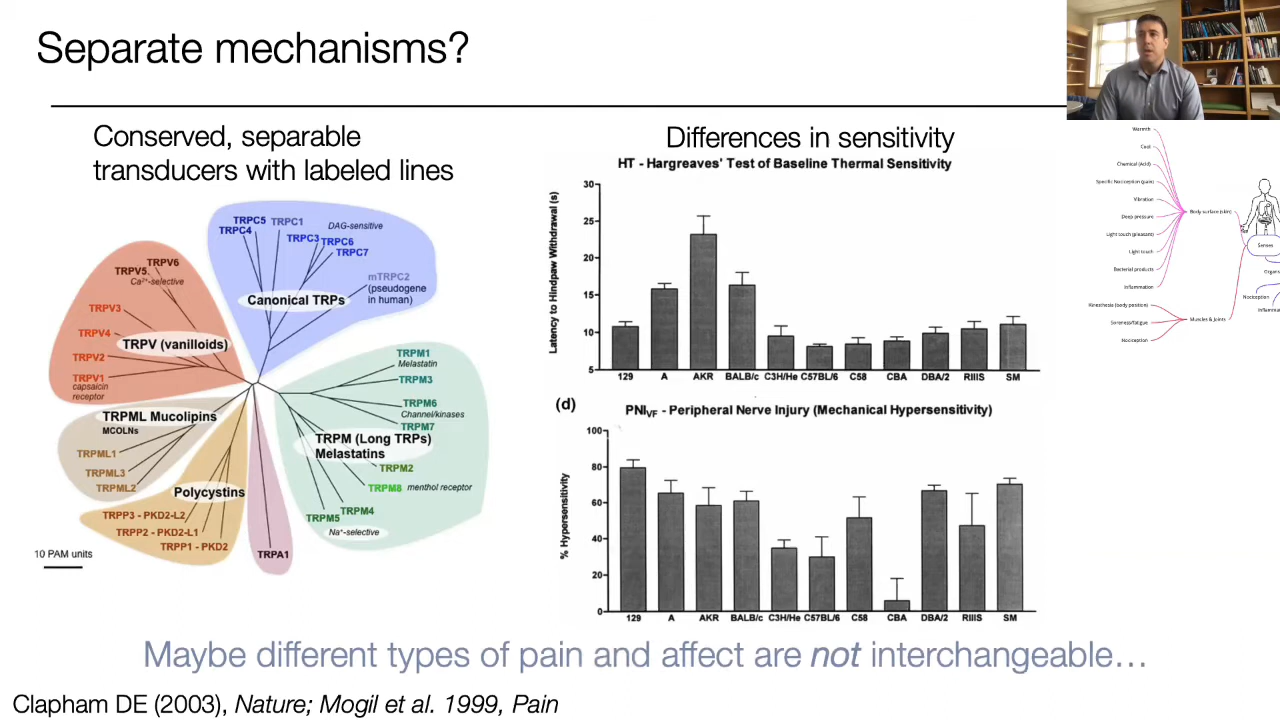 Separate mechanisms?
Conserved, separable
transducers with labeled lines
TRPC5 TRPC1
TRPC4
DAG-sensitive
TRPC3 TRPC6
TRPC7
mTRPC2
(pseudogene
in human)
Canonical TRPs
TRPV6
TRPV5
Ca2+-selective
TRPV3
TRPV4
TRPV (vanilloids)
TRPV2
TRPV1
capsaicin
receptor
TRPM1
Melastatin
TRPM3
TRPM6
Channel/kinases
TRPM7
TRPM (Long TRPs)
Melastatins
TRPM2
TRPM8 menthol receptor
TRPM4
TRPM5
Na+-selective
TRPML Mucolipins
MCOLNs
TRPML1
TRPML3
TRPML2
Polycystins
TRPP3 - PKD2-L2
TRPP2 - PKD2-L1
TRPP1 - PKD2
TRPA1
10 PAM units
Differences in sensitivity
HT - Hargreaves' Test of Baseline Thermal Sensitivity
Latency to Hindpaw Withdrawal (s)
30
25
20
15
10
5
129 A AKR BALB/c C3H/He C57BL/6 C58 CBA DBA/2 RIIIS SM
(d) PNIVF - Peripheral Nerve Injury (Mechanical Hypersensitivity)
% Hypersensitivity
100
80
60
40
20
0
129 A AKR BALB/c C3H/He C57BL/6 C58 CBA DBA/2 RIIIS SM
Warmth
Cool
Chemical (Acid)
Specific Nociception (pain)
Vibration
Deep pressure
Light touch (pleasant)
Light touch
Bacterial products
Inflammation
Body surface (skin)
Kinesthesia (body position)
Soreness/fatigue
Nociception
Muscles & Joints
Senses
Organs
Nociception
Inflamma
Maybe different types of pain and affect are not interchangeable…
Clapham DE (2003), Nature; Mogil et al. 1999, Pain